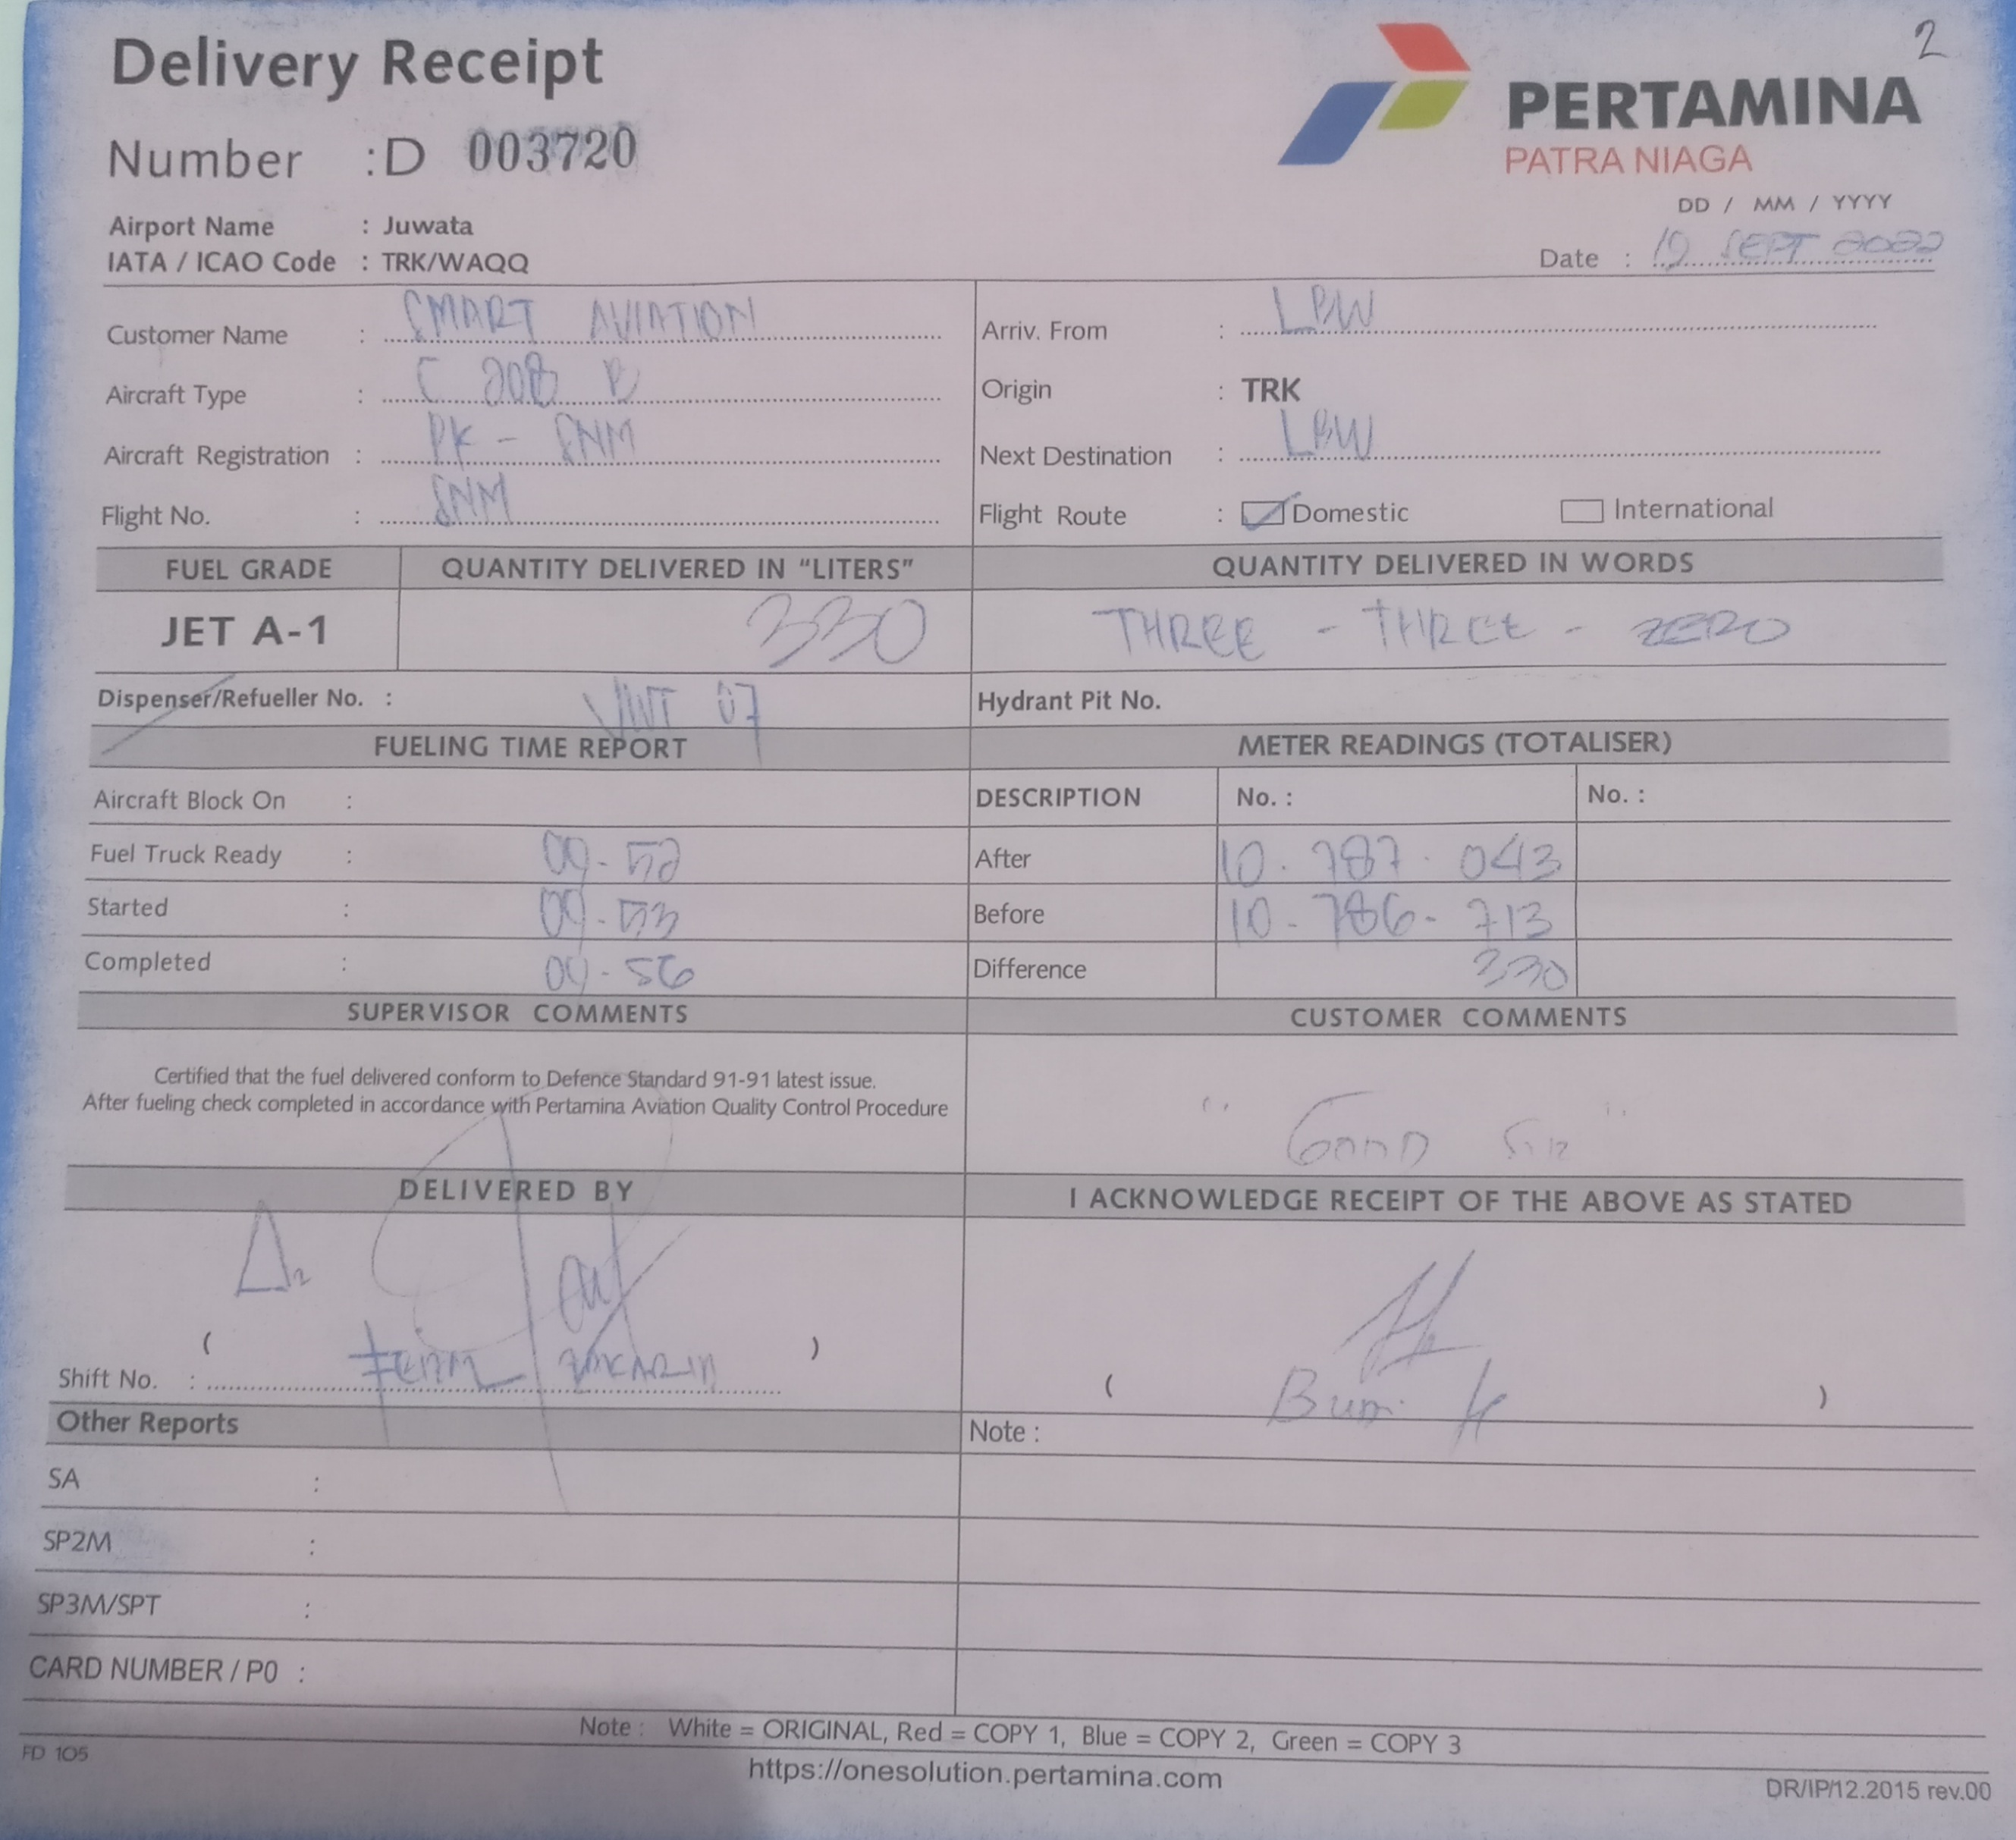 2
Delivery Receipt
PERTAMINA
PATRA NIAGA
Number :D 003720
DD / MM / YYYY
Airport Name : Juwata
IATA / ICAO Code : TRK/WAQQ
Date : 19 SEPT 2022
Customer Name : SMART AVIATION
Arriv. From : LBW
Aircraft Type : C 208 B
Origin : TRK
Aircraft Registration : PK - SNM
Next Destination : LBW
Flight No. : SNM
Flight Route : Domestic International
FUEL GRADE QUANTITY DELIVERED IN “LITERS” QUANTITY DELIVERED IN WORDS
JET A-1 330 THREE - THREE - ZERO
Dispenser/Refueller No. : 07
Hydrant Pit No.
FUELING TIME REPORT METER READINGS (TOTALISER)
Aircraft Block On :
DESCRIPTION No. : No. :
Fuel Truck Ready : 09-52
After 10.787.043
Started : 09-53
Before 10-786-713
Completed : 09-56
Difference 330
SUPERVISOR COMMENTS CUSTOMER COMMENTS
Certified that the fuel delivered conform to Defence Standard 91-91 latest issue.
After fueling check completed in accordance with Pertamina Aviation Quality Control Procedure
DELIVERED BY I ACKNOWLEDGE RECEIPT OF THE ABOVE AS STATED
( )
Shift No. :
( )
Other Reports
Note :
SA :
SP2M :
SP3M/SPT :
CARD NUMBER / P0 :
Note : White = ORIGINAL, Red = COPY 1, Blue = COPY 2, Green = COPY 3
FD 105
https://onesolution.pertamina.com
DR/IP/12.2015 rev.00